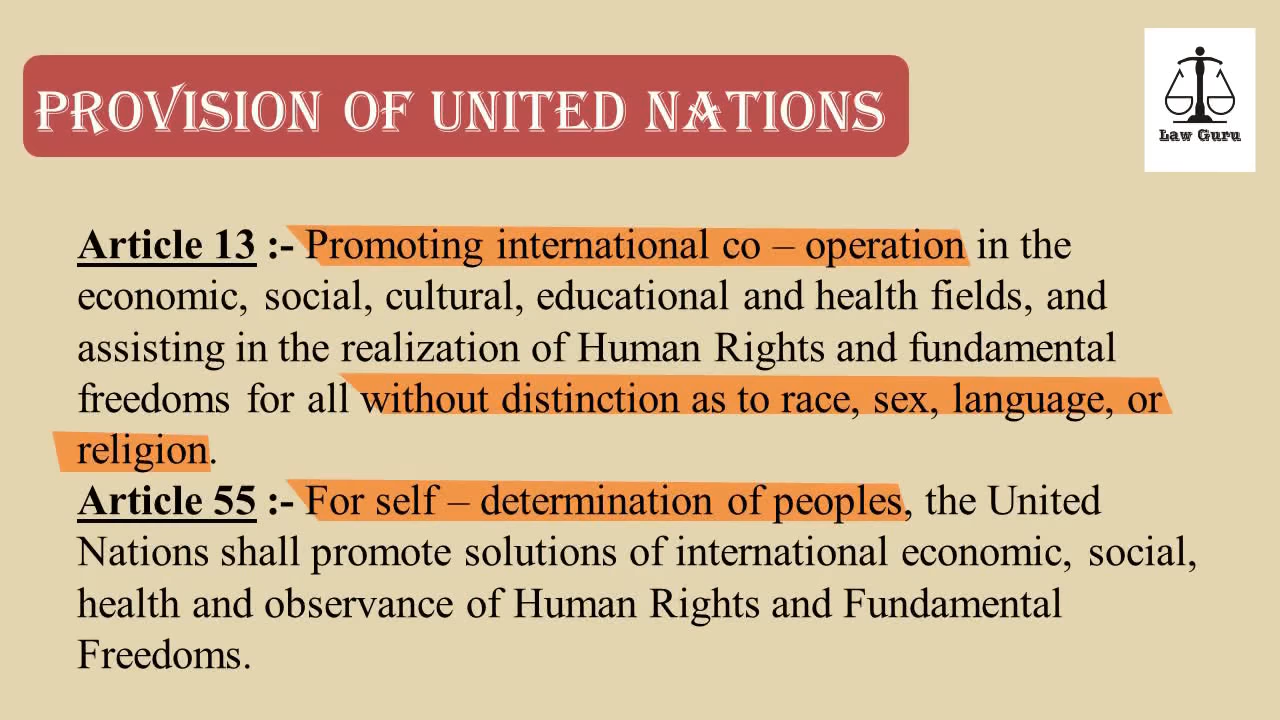 PROVISION OF UNITED NATIONS
Law Guru
Article 13 :- Promoting international co – operation in the
economic, social, cultural, educational and health fields, and
assisting in the realization of Human Rights and fundamental
freedoms for all without distinction as to race, sex, language, or
religion.
Article 55 :- For self – determination of peoples, the United
Nations shall promote solutions of international economic, social,
health and observance of Human Rights and Fundamental
Freedoms.